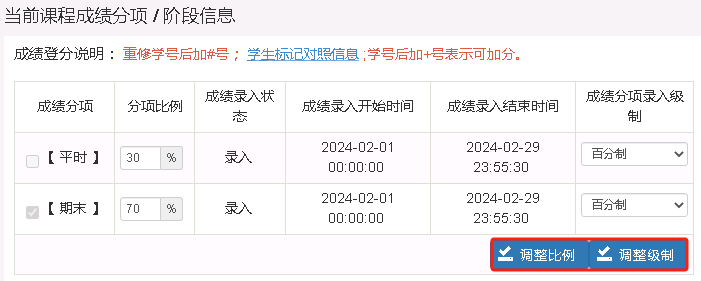 当前课程成绩分项 / 阶段信息
成绩登分说明： 重修学号后加#号； 学生标记对照信息 ;学号后加+号表示可加分。
成绩分项 分项比例 成绩录入状态 成绩录入开始时间 成绩录入结束时间 成绩分项录入级制
【 平时 】 30 % 录入 2024-02-01 00:00:00 2024-02-29 23:55:30 百分制
【 期末 】 70 % 录入 2024-02-01 00:00:00 2024-02-29 23:55:30 百分制
调整比例 调整级制